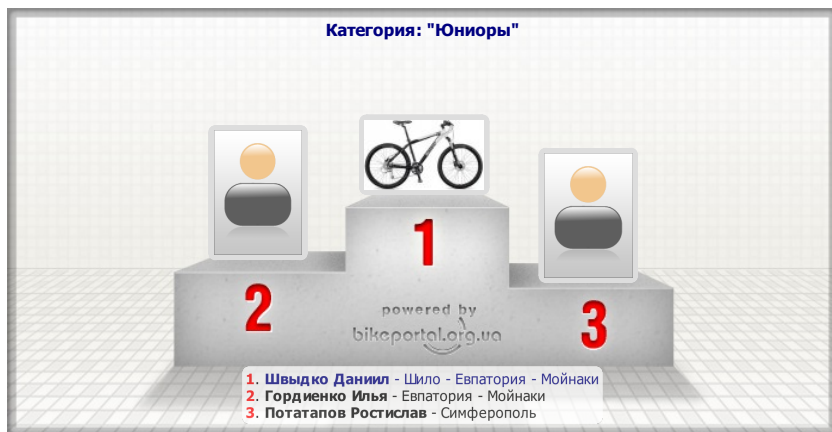 Категория: "Юниоры"
1
2
3
powered by
bikeportal.org.ua
1. Швыдко Даниил - Шило - Евпатория - Мойнаки
2. Гордиенко Илья - Евпатория - Мойнаки
3. Потатапов Ростислав - Симферополь